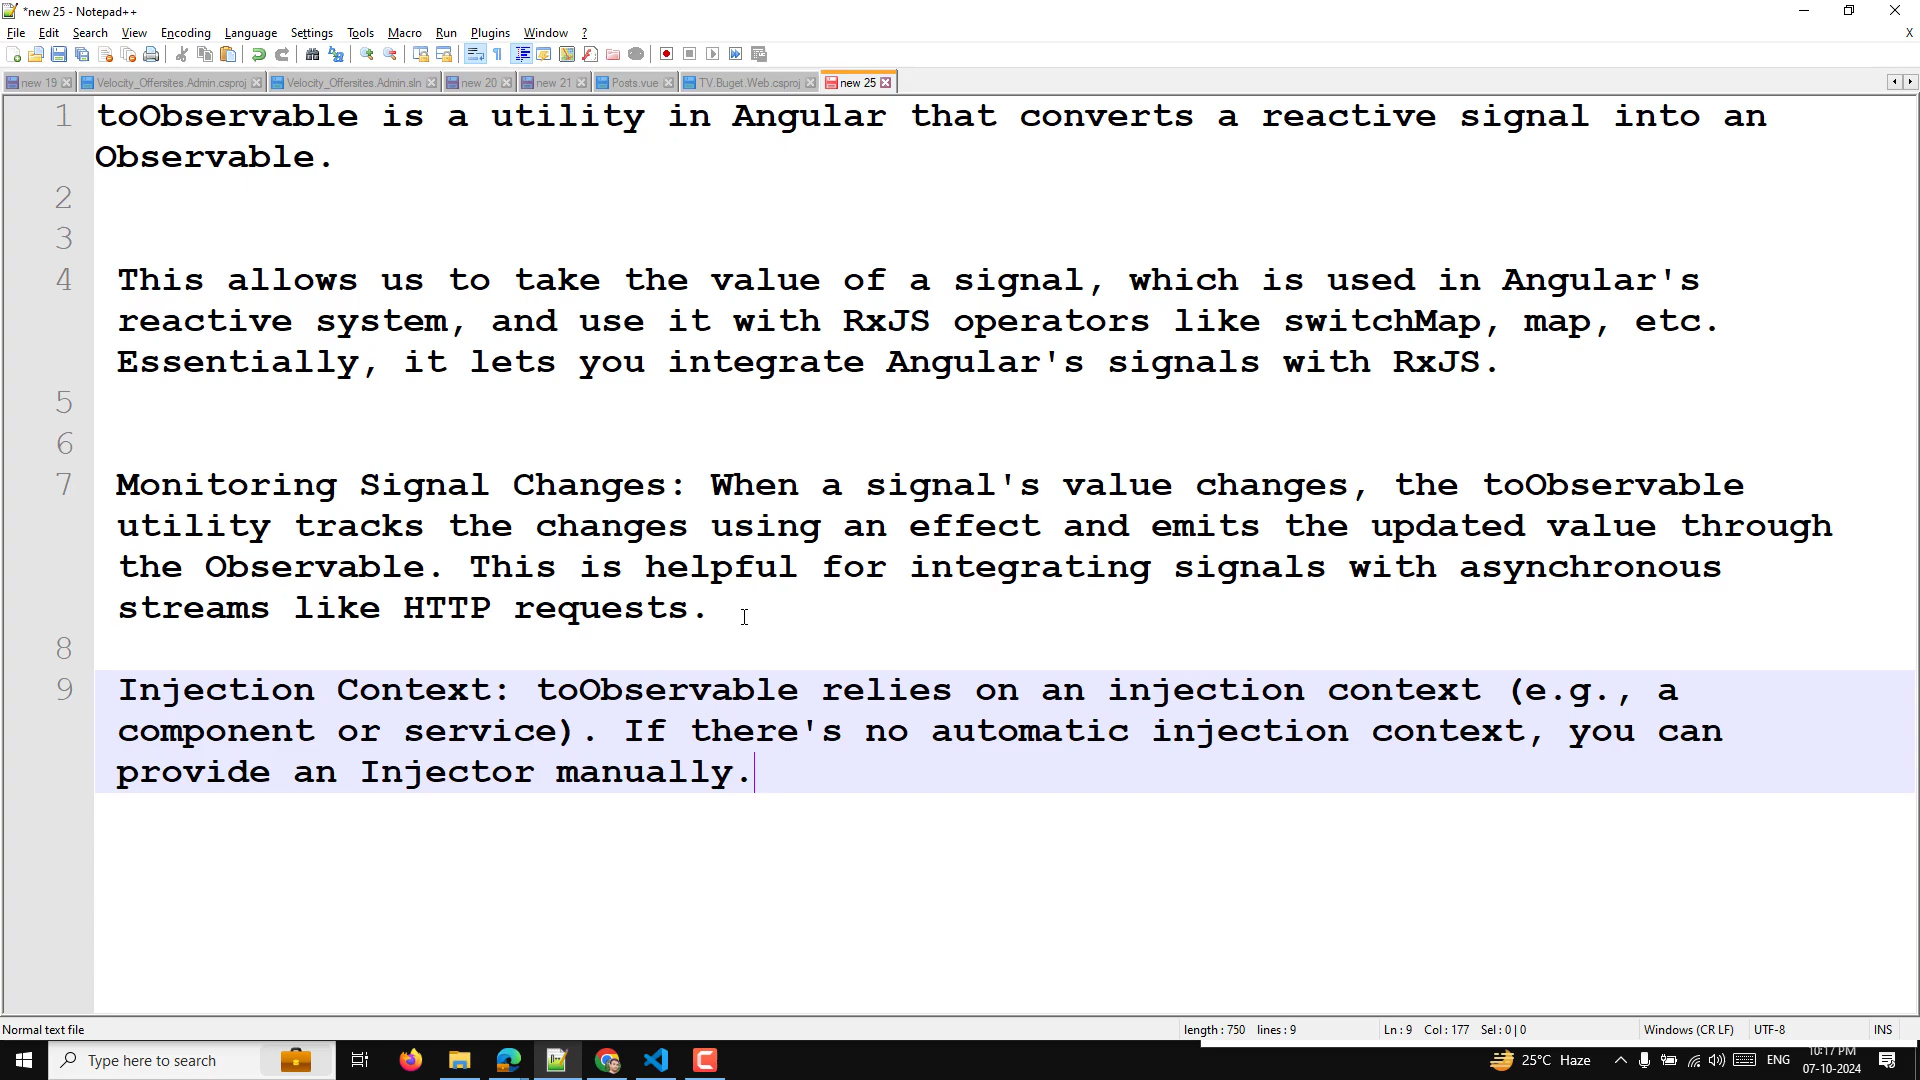 *new 25 - Notepad++
File Edit Search View Encoding Language Settings Tools Macro Run Plugins Window ? X
new 19 Velocity_Offersites.Admin.csproj Velocity_Offersites.Admin.sln new 20 new 21 Posts.vue TV.Buget.Web.csproj new 25
1 toObservable is a utility in Angular that converts a reactive signal into an
Observable.
2
3
4 This allows us to take the value of a signal, which is used in Angular's
reactive system, and use it with RxJS operators like switchMap, map, etc.
Essentially, it lets you integrate Angular's signals with RxJS.
5
6
7 Monitoring Signal Changes: When a signal's value changes, the toObservable
utility tracks the changes using an effect and emits the updated value through
the Observable. This is helpful for integrating signals with asynchronous
streams like HTTP requests.
8
9 Injection Context: toObservable relies on an injection context (e.g., a
component or service). If there's no automatic injection context, you can
provide an Injector manually.
Normal text file length : 750 lines : 9 Ln : 9 Col : 177 Sel : 0 | 0 Windows (CR LF) UTF-8 INS
Type here to search 25°C Haze ENG 10:17 PM
07-10-2024